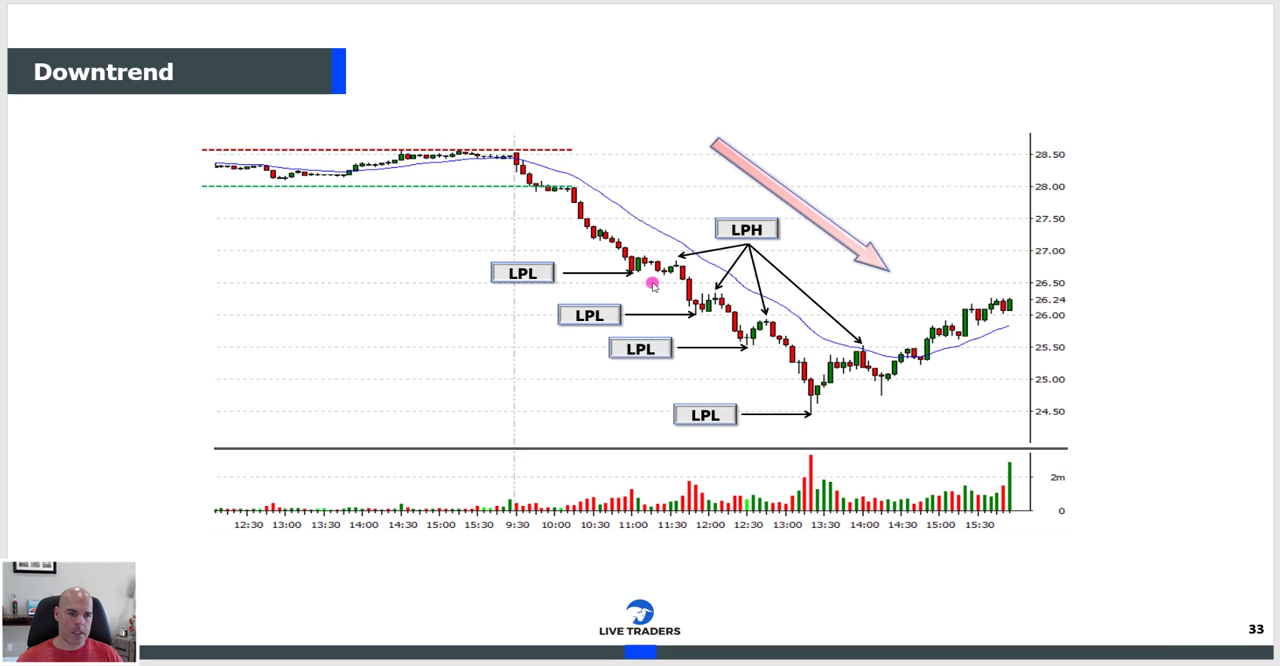 Downtrend
28.50
28.00
27.50
LPH
27.00
LPL
26.50
26.24
LPL
26.00
LPL
25.50
25.00
LPL
24.50
2m
0
12:30 13:00 13:30 14:00 14:30 15:00 15:30 9:30 10:00 10:30 11:00 11:30 12:00 12:30 13:00 13:30 14:00 14:30 15:00 15:30
LIVE TRADERS
33